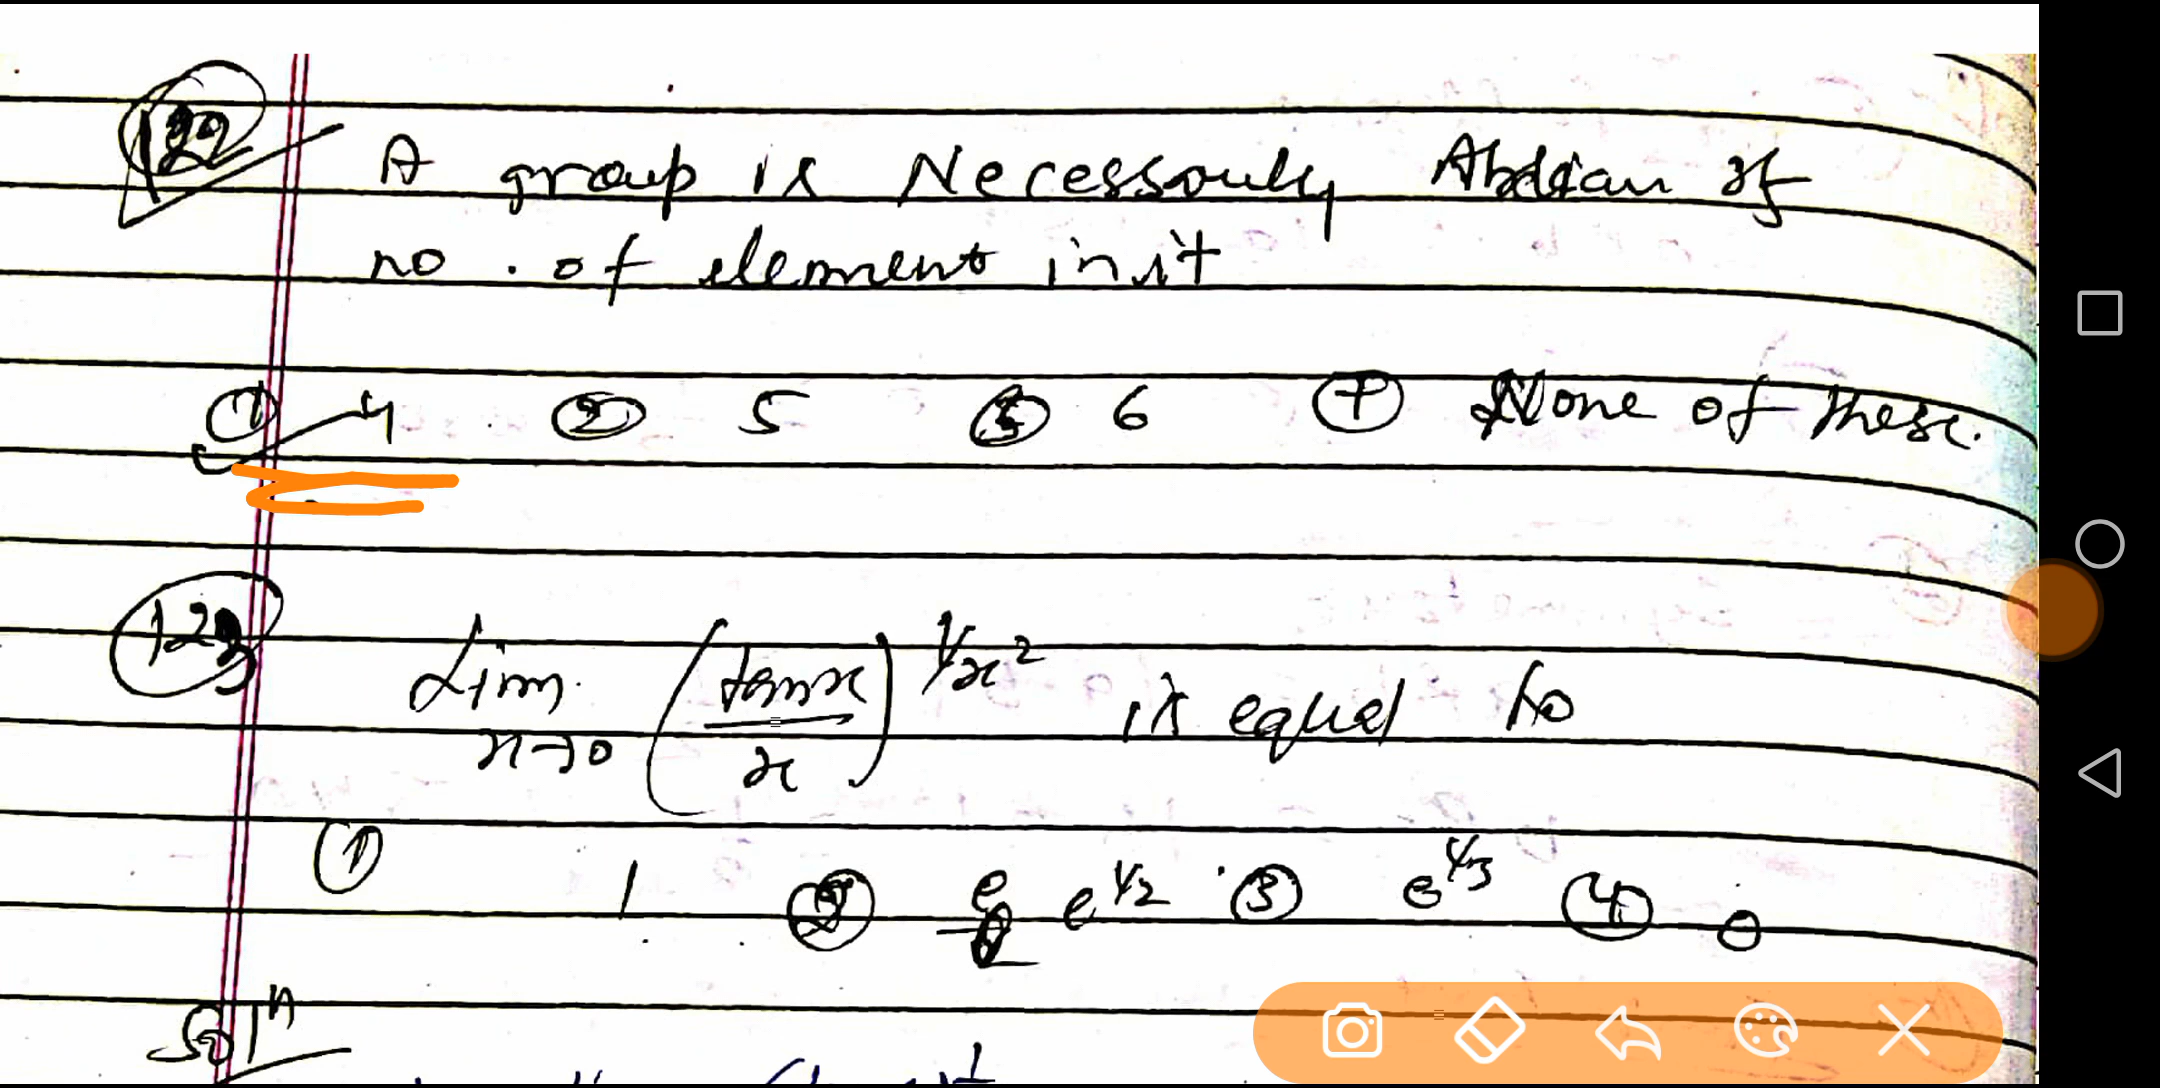 122 A group is Necessarily Abelian if
no. of element in it
① 4 ② 5 ③ 6 ④ None of these.
123 Lim x→0 (tanx/x)^1/x² is equal to
① 1 ② e^1/2 ③ e^1/3 ④ 0
Solⁿ